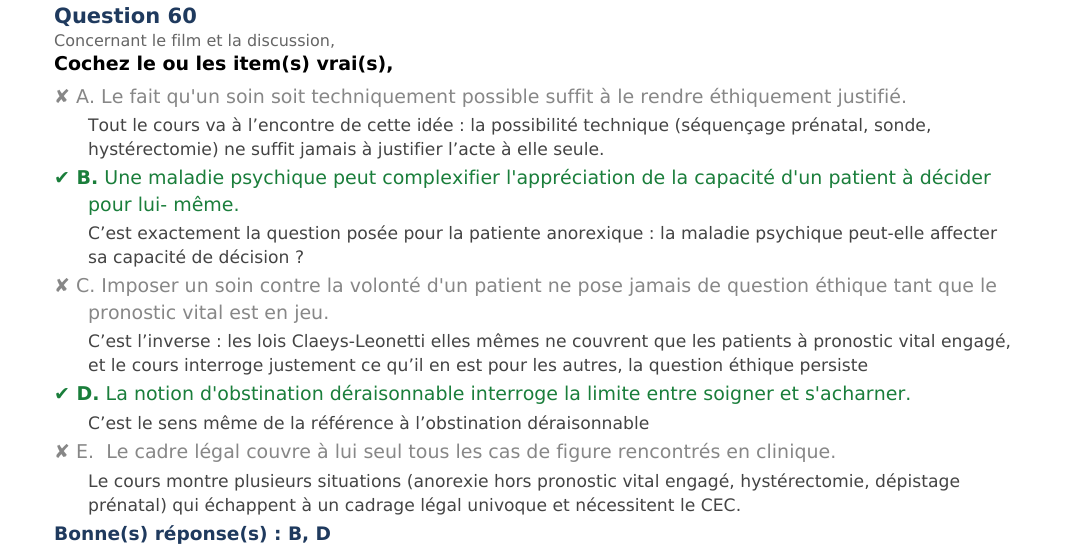 Question 60
Concernant le film et la discussion,
Cochez le ou les item(s) vrai(s),
✘ A. Le fait qu'un soin soit techniquement possible suffit à le rendre éthiquement justifié.
Tout le cours va à l’encontre de cette idée : la possibilité technique (séquençage prénatal, sonde,
hystérectomie) ne suffit jamais à justifier l’acte à elle seule.
✔ B. Une maladie psychique peut complexifier l'appréciation de la capacité d'un patient à décider
pour lui- même.
C’est exactement la question posée pour la patiente anorexique : la maladie psychique peut-elle affecter
sa capacité de décision ?
✘ C. Imposer un soin contre la volonté d'un patient ne pose jamais de question éthique tant que le
pronostic vital est en jeu.
C’est l’inverse : les lois Claeys-Leonetti elles mêmes ne couvrent que les patients à pronostic vital engagé,
et le cours interroge justement ce qu’il en est pour les autres, la question éthique persiste
✔ D. La notion d'obstination déraisonnable interroge la limite entre soigner et s'acharner.
C’est le sens même de la référence à l’obstination déraisonnable
✘ E.  Le cadre légal couvre à lui seul tous les cas de figure rencontrés en clinique.
Le cours montre plusieurs situations (anorexie hors pronostic vital engagé, hystérectomie, dépistage
prénatal) qui échappent à un cadrage légal univoque et nécessitent le CEC.
Bonne(s) réponse(s) : B, D